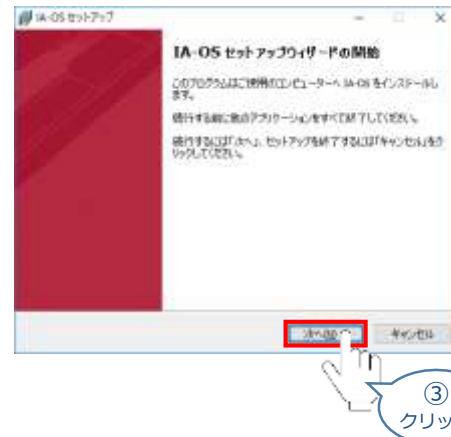 IA-OS セットアップ
IA-OS セットアップウィザードの開始
このプログラムはご使用のコンピューターへ IA-OS をインストールし
ます。
続行する前に他のアプリケーションをすべて終了してください。
続行するには「次へ」、セットアップを終了するには「キャンセル」をク
リックしてください。
次へ(N)
キャンセル
③
クリッ